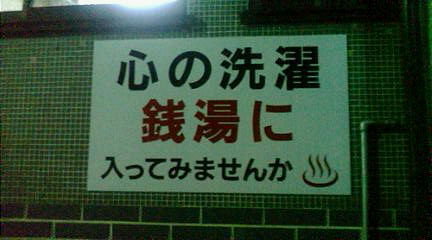 心の洗濯
銭湯に
入ってみませんか♨